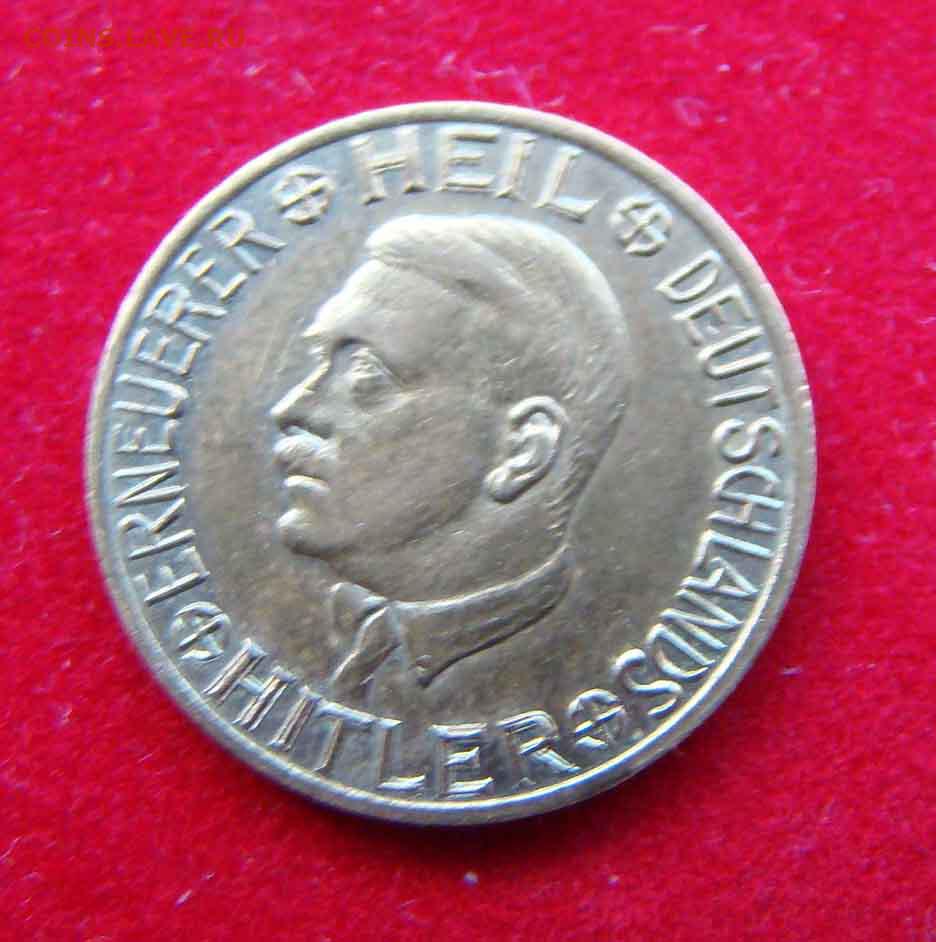 COINS.LAVE.RU
HEIL
DEUTSCHLANDS
HITLER
ERNEUERER